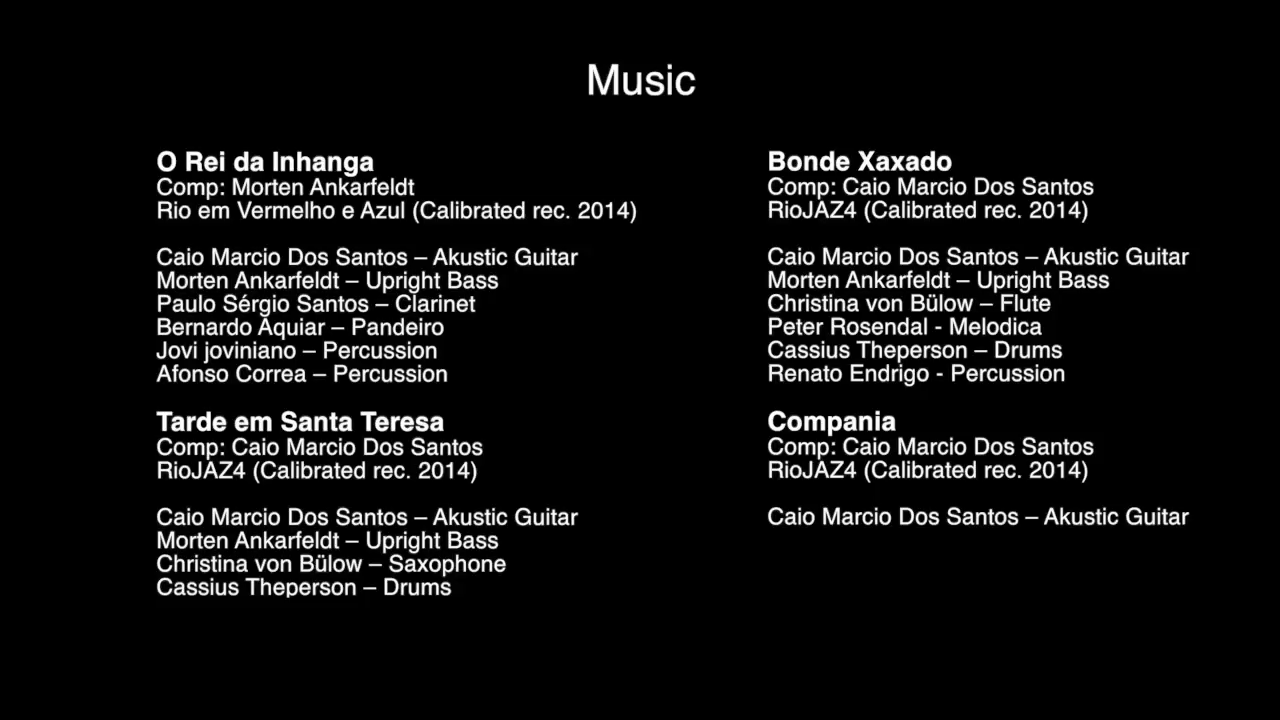 Music
O Rei da Inhanga
Comp: Morten Ankarfeldt
Rio em Vermelho e Azul (Calibrated rec. 2014)
Caio Marcio Dos Santos – Akustic Guitar
Morten Ankarfeldt – Upright Bass
Paulo Sérgio Santos – Clarinet
Bernardo Aquiar – Pandeiro
Jovi joviniano – Percussion
Afonso Correa – Percussion
Tarde em Santa Teresa
Comp: Caio Marcio Dos Santos
RioJAZ4 (Calibrated rec. 2014)
Caio Marcio Dos Santos – Akustic Guitar
Morten Ankarfeldt – Upright Bass
Christina von Bülow – Saxophone
Cassius Theperson – Drums
Bonde Xaxado
Comp: Caio Marcio Dos Santos
RioJAZ4 (Calibrated rec. 2014)
Caio Marcio Dos Santos – Akustic Guitar
Morten Ankarfeldt – Upright Bass
Christina von Bülow – Flute
Peter Rosendal - Melodica
Cassius Theperson – Drums
Renato Endrigo - Percussion
Compania
Comp: Caio Marcio Dos Santos
RioJAZ4 (Calibrated rec. 2014)
Caio Marcio Dos Santos – Akustic Guitar